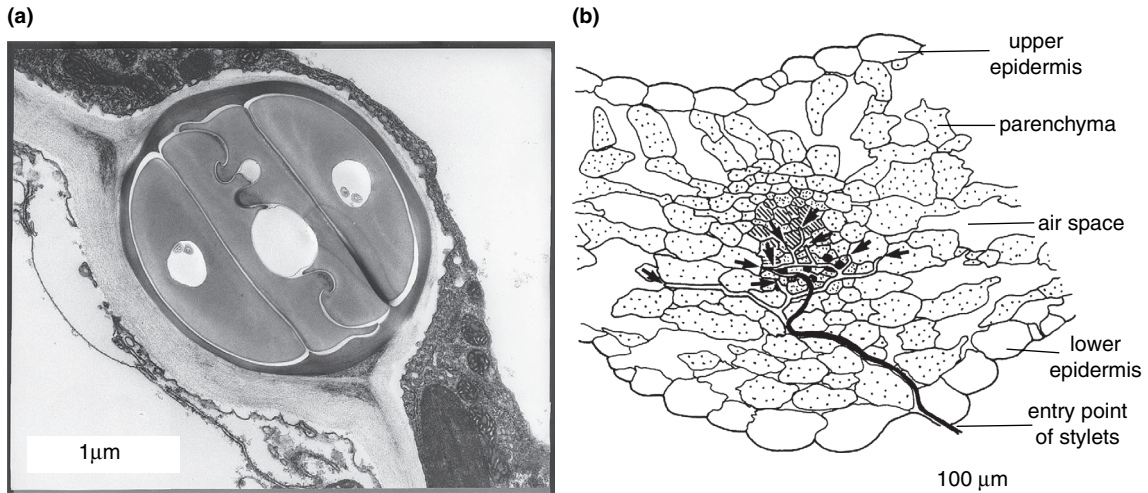 (a)
1μm
(b)
upper
epidermis
parenchyma
air space
lower
epidermis
entry point
of stylets
100 μm